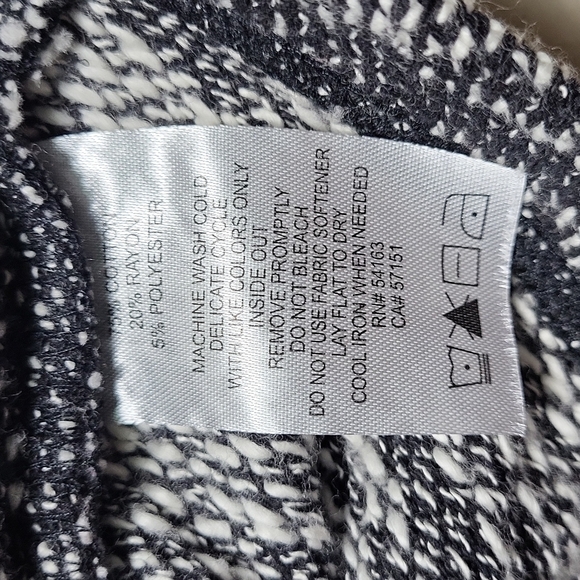 COTTON
20% RAYON
5% POLYESTER
MACHINE WASH COLD
DELICATE CYCLE
WITH LIKE COLORS ONLY
INSIDE OUT
REMOVE PROMPTLY
DO NOT BLEACH
DO NOT USE FABRIC SOFTENER
LAY FLAT TO DRY
COOL IRON WHEN NEEDED
RN# 54163
CA# 57151